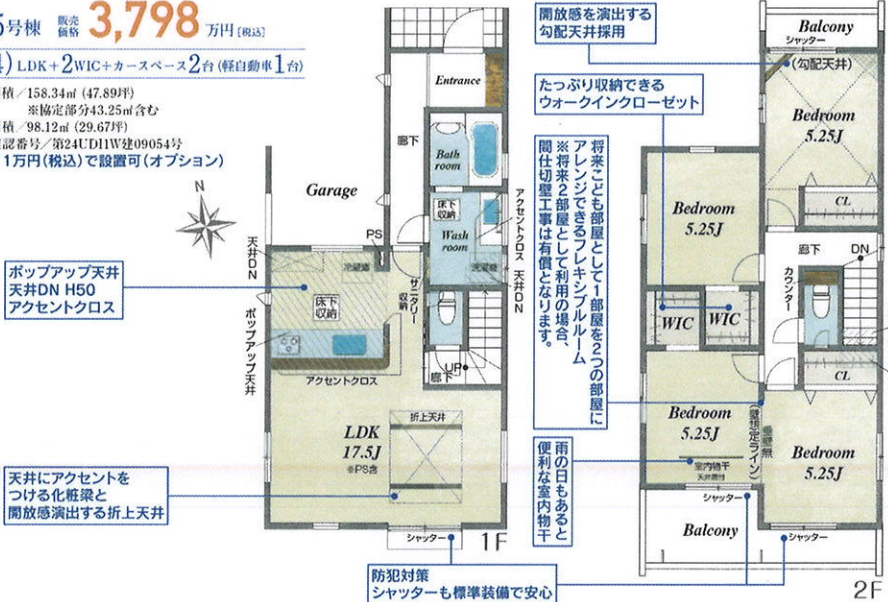 5号棟 販売価格 3,798 万円[税込]
LDK+2WIC+カースペース2台(軽自動車1台)
積/158.34㎡ (47.89坪)
※協定部分43.25㎡含む
積/98.12㎡ (29.67坪)
認番号/第24UDI1W建09054号
1万円(税込)で設置可(オプション)
N
ポップアップ天井
天井DN H50
アクセントクロス
天井にアクセントを
つける化粧梁と
開放感演出する折上天井
Garage
Entrance
廊下
Bath
room
床下
収納
Wash
room
洗濯機
アクセントクロス
天井DN
PS
天井DN
冷蔵庫
床下
収納
サニタリー
収納
ポップアップ天井
アクセントクロス
廊下
UP
LDK
17.5J
※PS含
折上天井
シャッター
1F
防犯対策
シャッターも標準装備で安心
開放感を演出する
勾配天井採用
たっぷり収納できる
ウォークインクローゼット
将来こども部屋として1部屋を2つの部屋に
アレンジできるフレキシブルルーム
※将来2部屋として利用の場合、
間仕切壁工事は有償となります。
雨の日もあると
便利な室内物干
Balcony
シャッター
(勾配天井)
Bedroom
5.25J
CL
Bedroom
5.25J
廊下
DN
カウンター
WIC
WIC
CL
Bedroom
5.25J
(壁想定ライン)
垂壁無
Bedroom
5.25J
室内物干
シャッター
Balcony
シャッター
2F